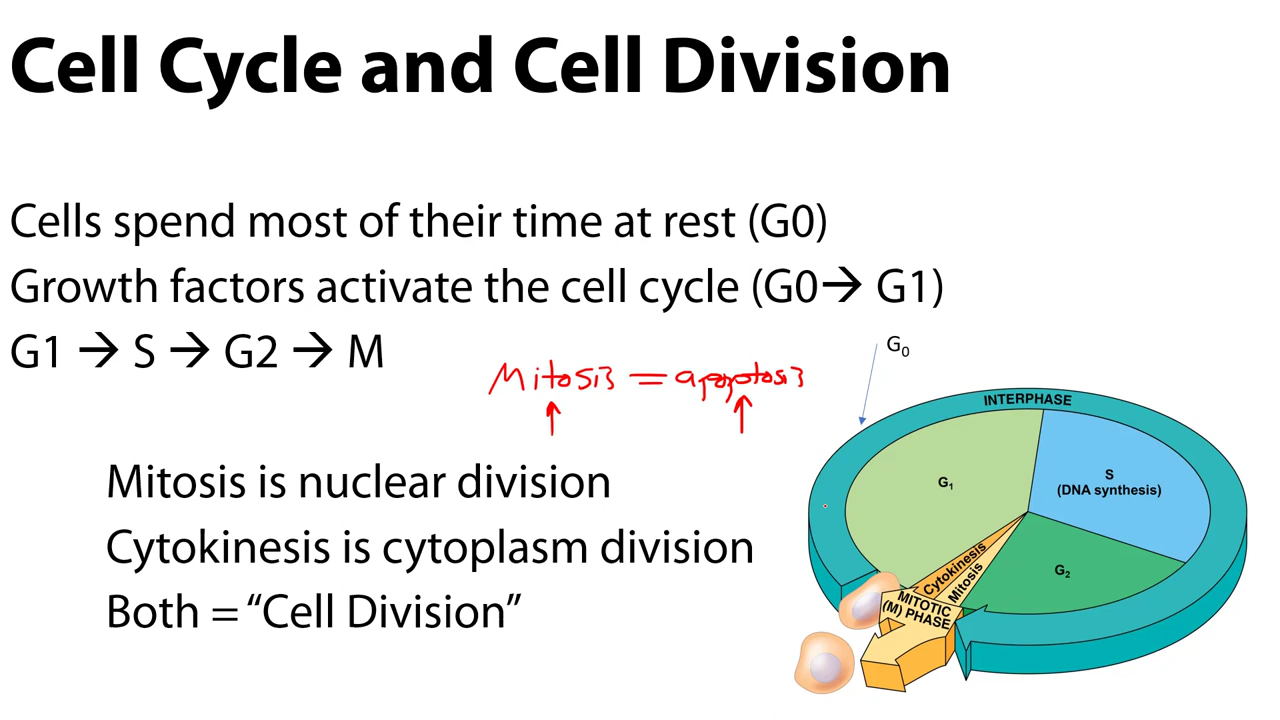 Cell Cycle and Cell Division
Cells spend most of their time at rest (G0)
Growth factors activate the cell cycle (G0→ G1)
G1 → S → G2 → M
Mitosis = apoptosis
Mitosis is nuclear division
Cytokinesis is cytoplasm division
Both = “Cell Division”
G0
INTERPHASE
G1
S
(DNA synthesis)
G2
Cytokinesis
Mitosis
MITOTIC
(M) PHASE